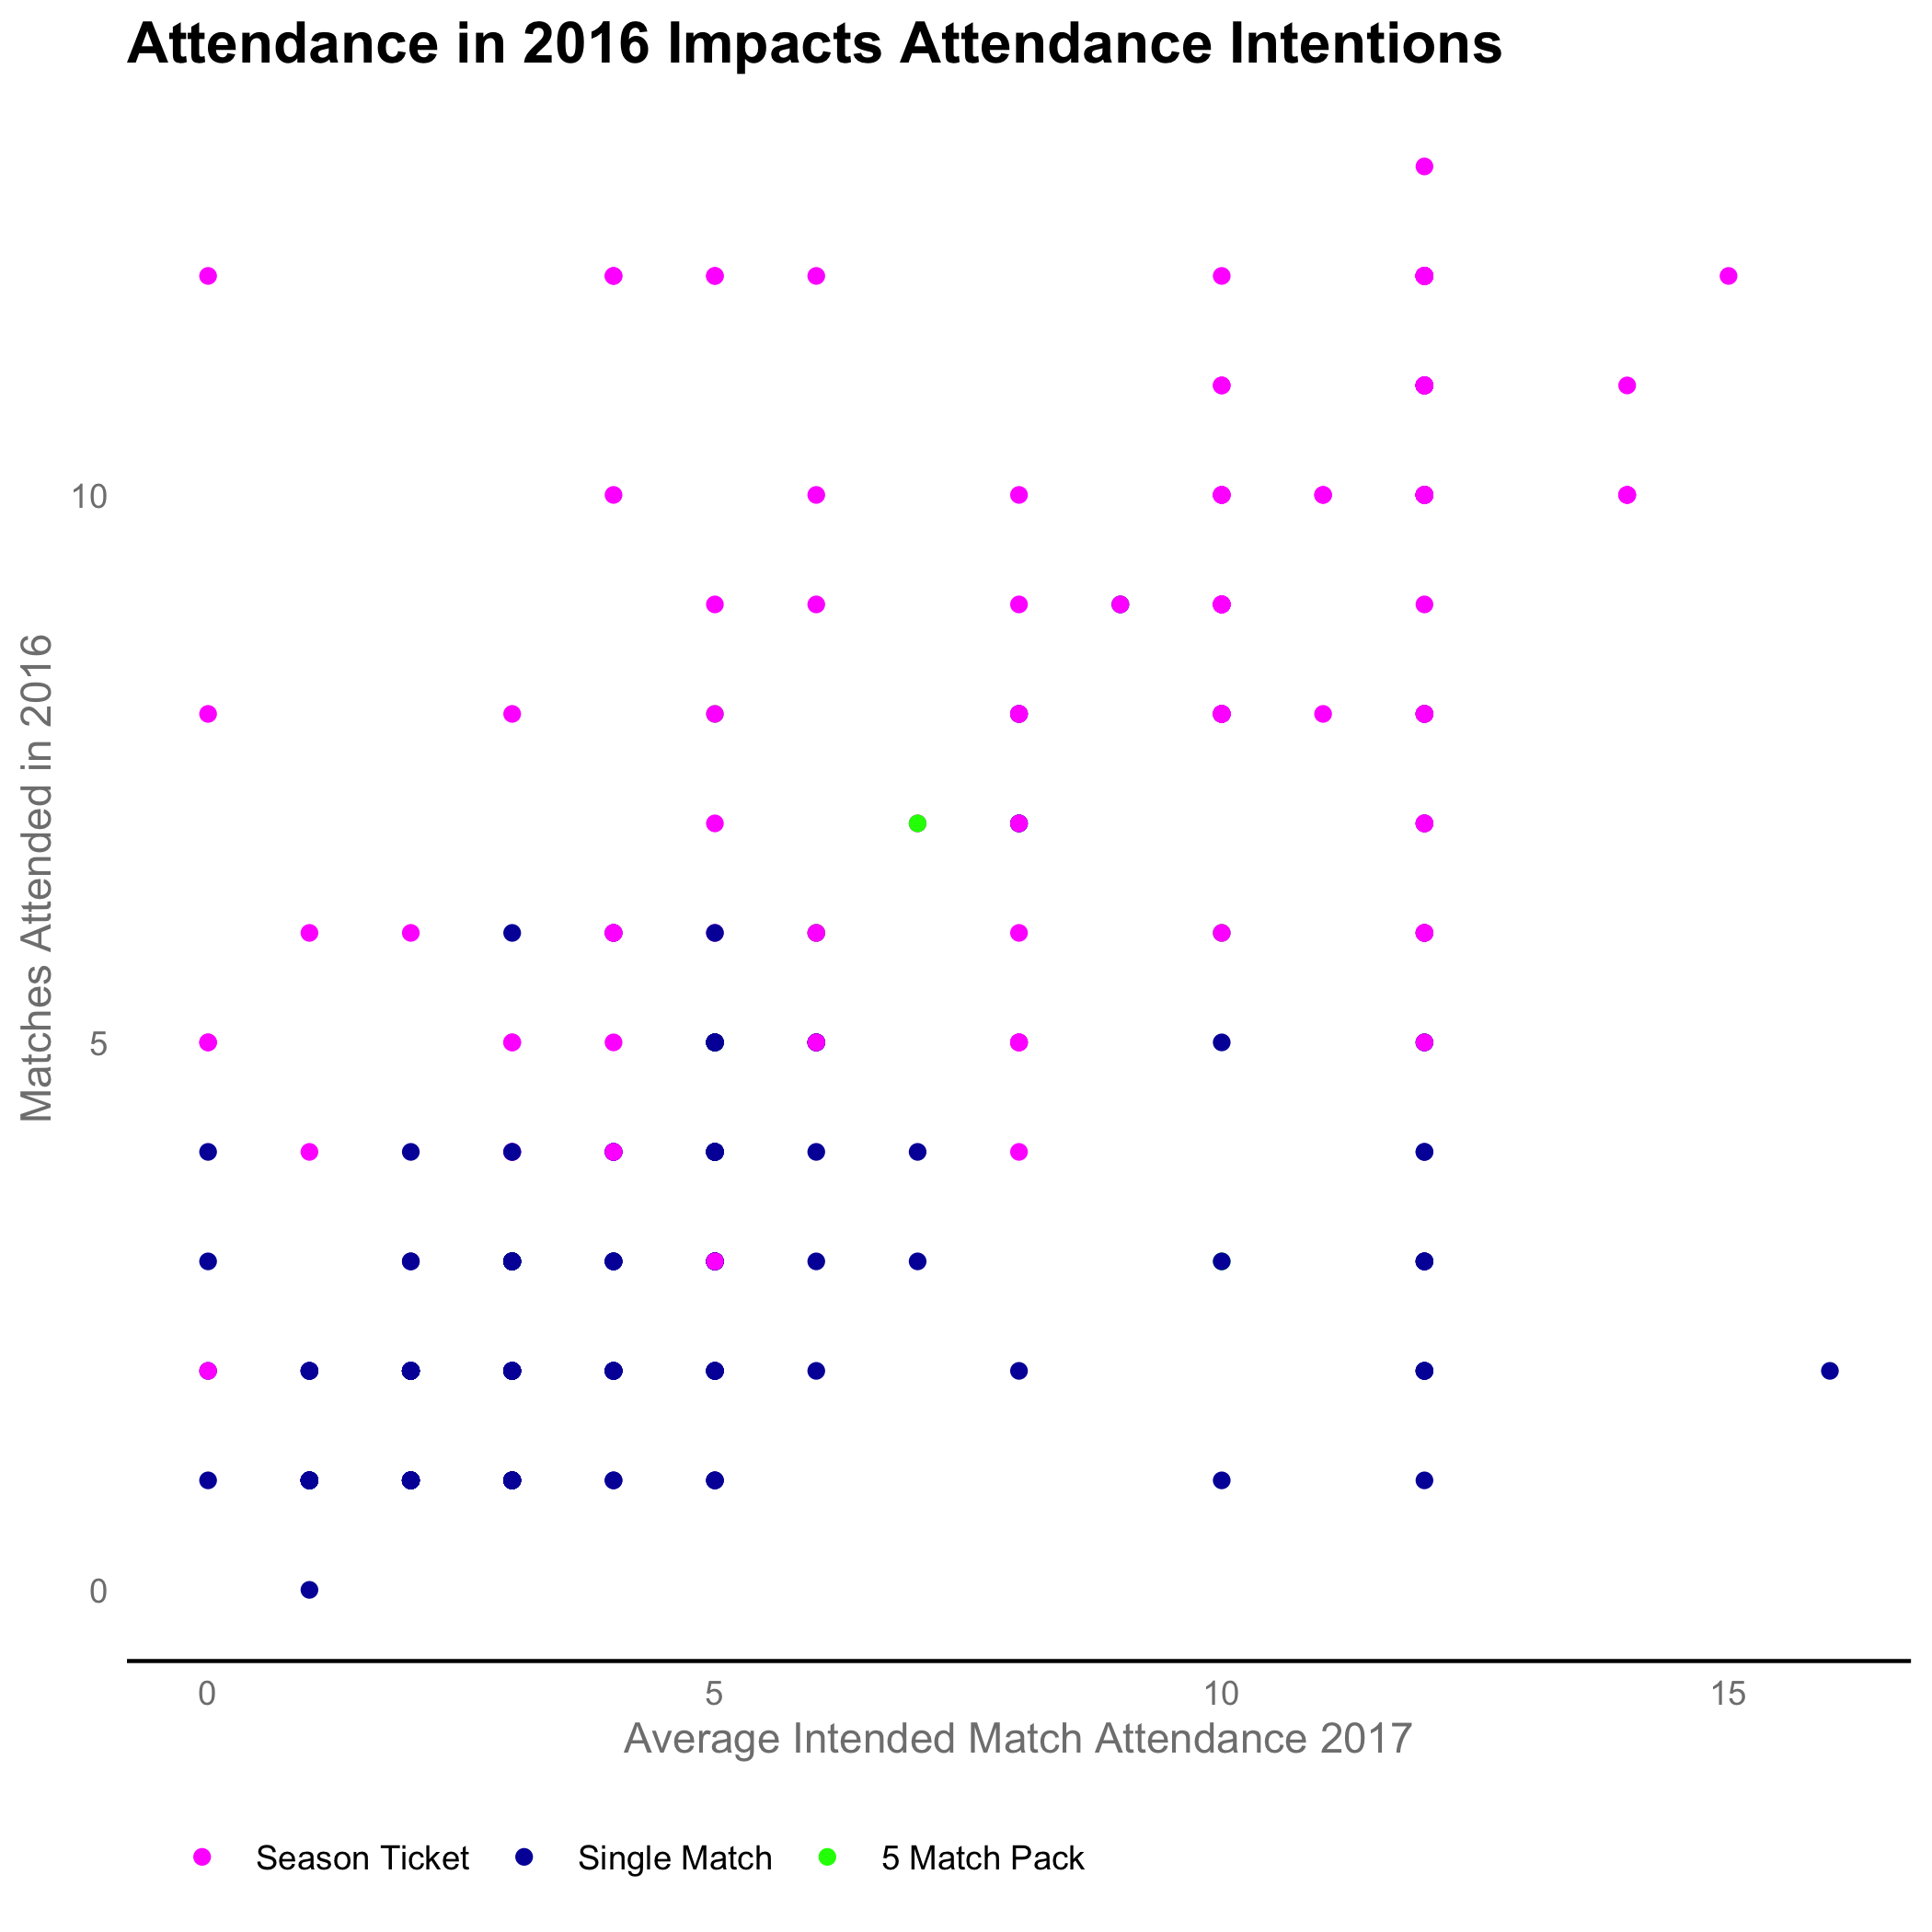 Attendance in 2016 Impacts Attendance Intentions
Matches Attended in 2016
10
5
0
0 5 10 15
Average Intended Match Attendance 2017
Season Ticket Single Match 5 Match Pack